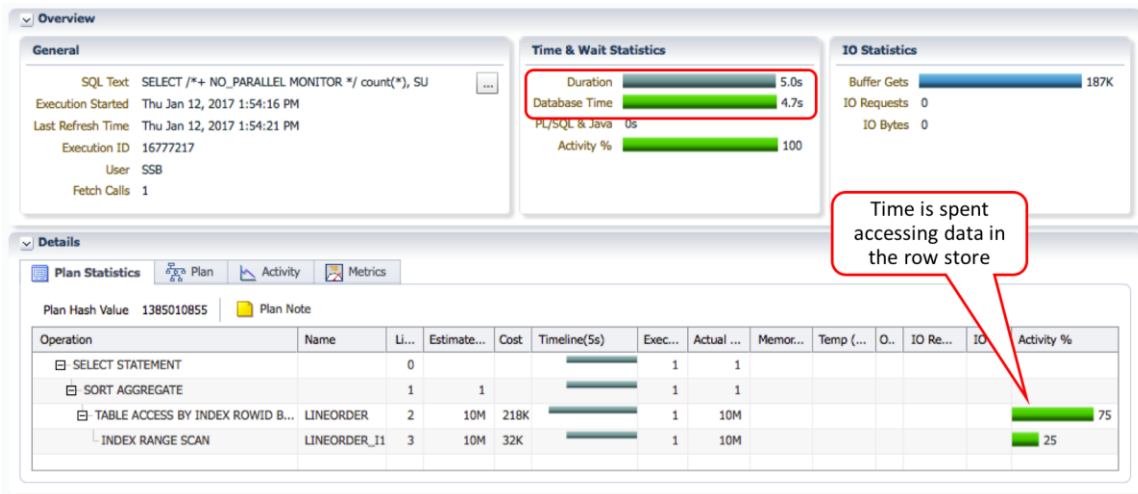 Overview
General
SQL Text SELECT /*+ NO_PARALLEL MONITOR */ count(*), SU ...
Execution Started Thu Jan 12, 2017 1:54:16 PM
Last Refresh Time Thu Jan 12, 2017 1:54:21 PM
Execution ID 16777217
User SSB
Fetch Calls 1
Time & Wait Statistics
Duration 5.0s
Database Time 4.7s
PL/SQL & Java 0s
Activity % 100
IO Statistics
Buffer Gets 187K
IO Requests 0
IO Bytes 0
Time is spent
accessing data in
the row store
Details
Plan Statistics Plan Activity Metrics
Plan Hash Value 1385010855 Plan Note
Operation Name Li... Estimate... Cost Timeline(5s) Exec... Actual ... Memor... Temp (... O.. IO Re... IO Activity %
SELECT STATEMENT 0 1 1
SORT AGGREGATE 1 1 1 1
TABLE ACCESS BY INDEX ROWID B... LINEORDER 2 10M 218K 1 10M 75
INDEX RANGE SCAN LINEORDER_I1 3 10M 32K 1 10M 25